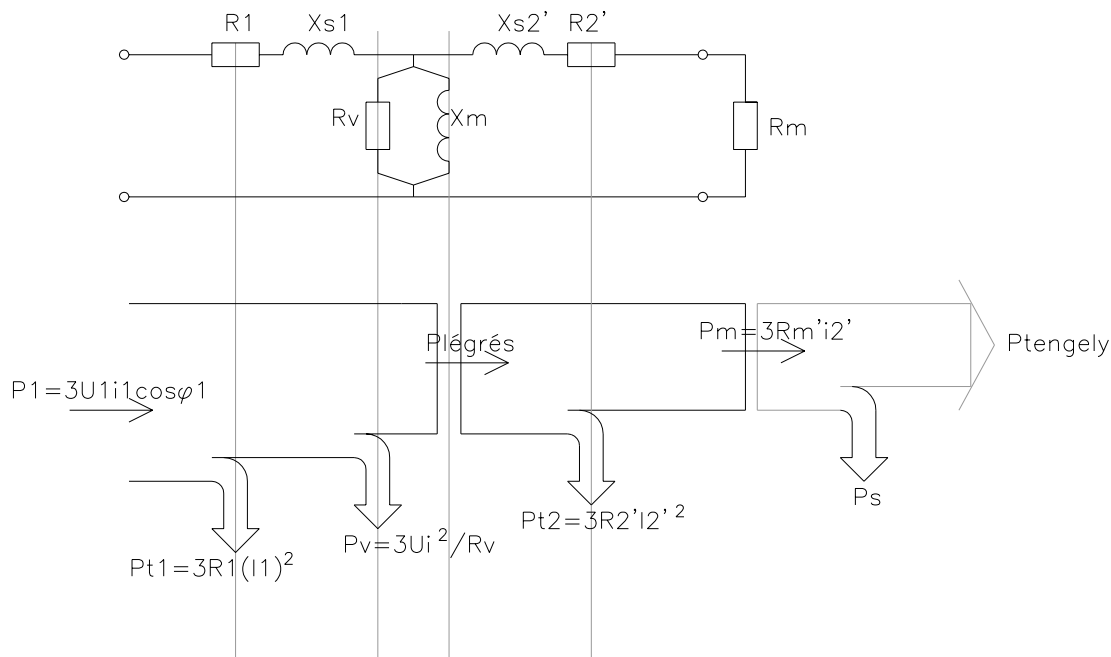 R1
Xs1
Xs2'
R2'
Rv
Xm
Rm
Plégrés
Pm=3Rm'i2'
Ptengely
P1=3U1i1cosφ1
Ps
Pt2=3R2'I2'²
Pv=3Ui²/Rv
Pt1=3R1(I1)²